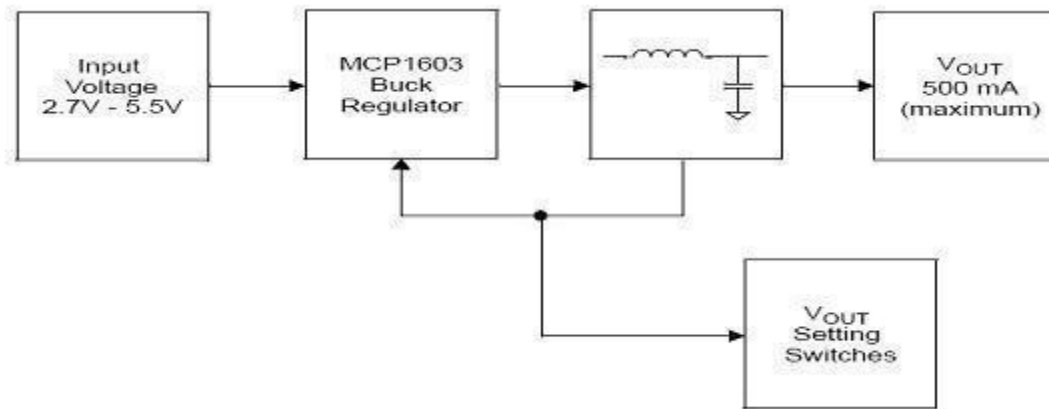 Input
Voltage
2.7V - 5.5V
MCP1603
Buck
Regulator
VOUT
500 mA
(maximum)
VOUT
Setting
Switches